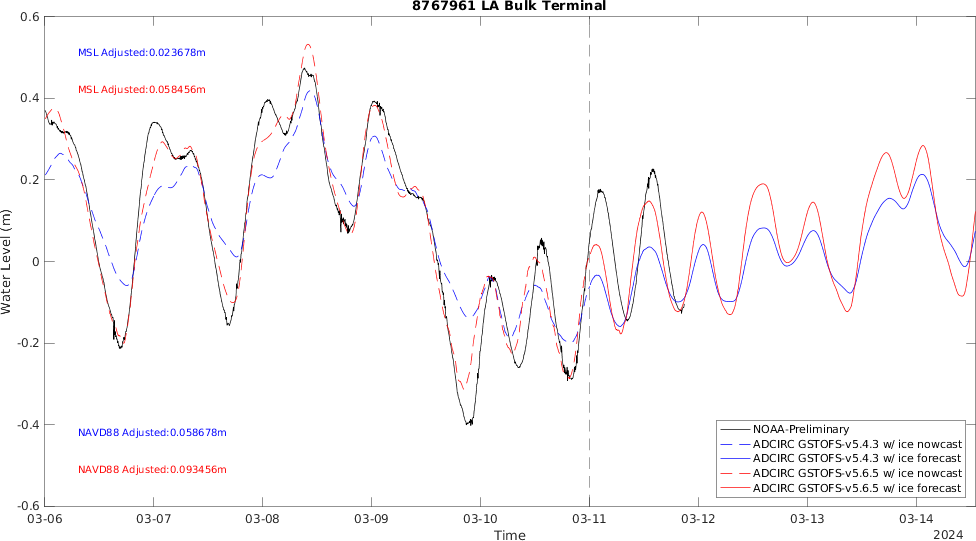 8767961 LA Bulk Terminal
0.6
MSL Adjusted:0.023678m
MSL Adjusted:0.058456m
0.4
0.2
0
-0.2
-0.4
-0.6
Water Level (m)
NAVD88 Adjusted:0.058678m
NAVD88 Adjusted:0.093456m
NOAA-Preliminary
ADCIRC GSTOFS-v5.4.3 w/ ice nowcast
ADCIRC GSTOFS-v5.4.3 w/ ice forecast
ADCIRC GSTOFS-v5.6.5 w/ ice nowcast
ADCIRC GSTOFS-v5.6.5 w/ ice forecast
03-06 03-07 03-08 03-09 03-10 03-11 03-12 03-13 03-14
Time
2024